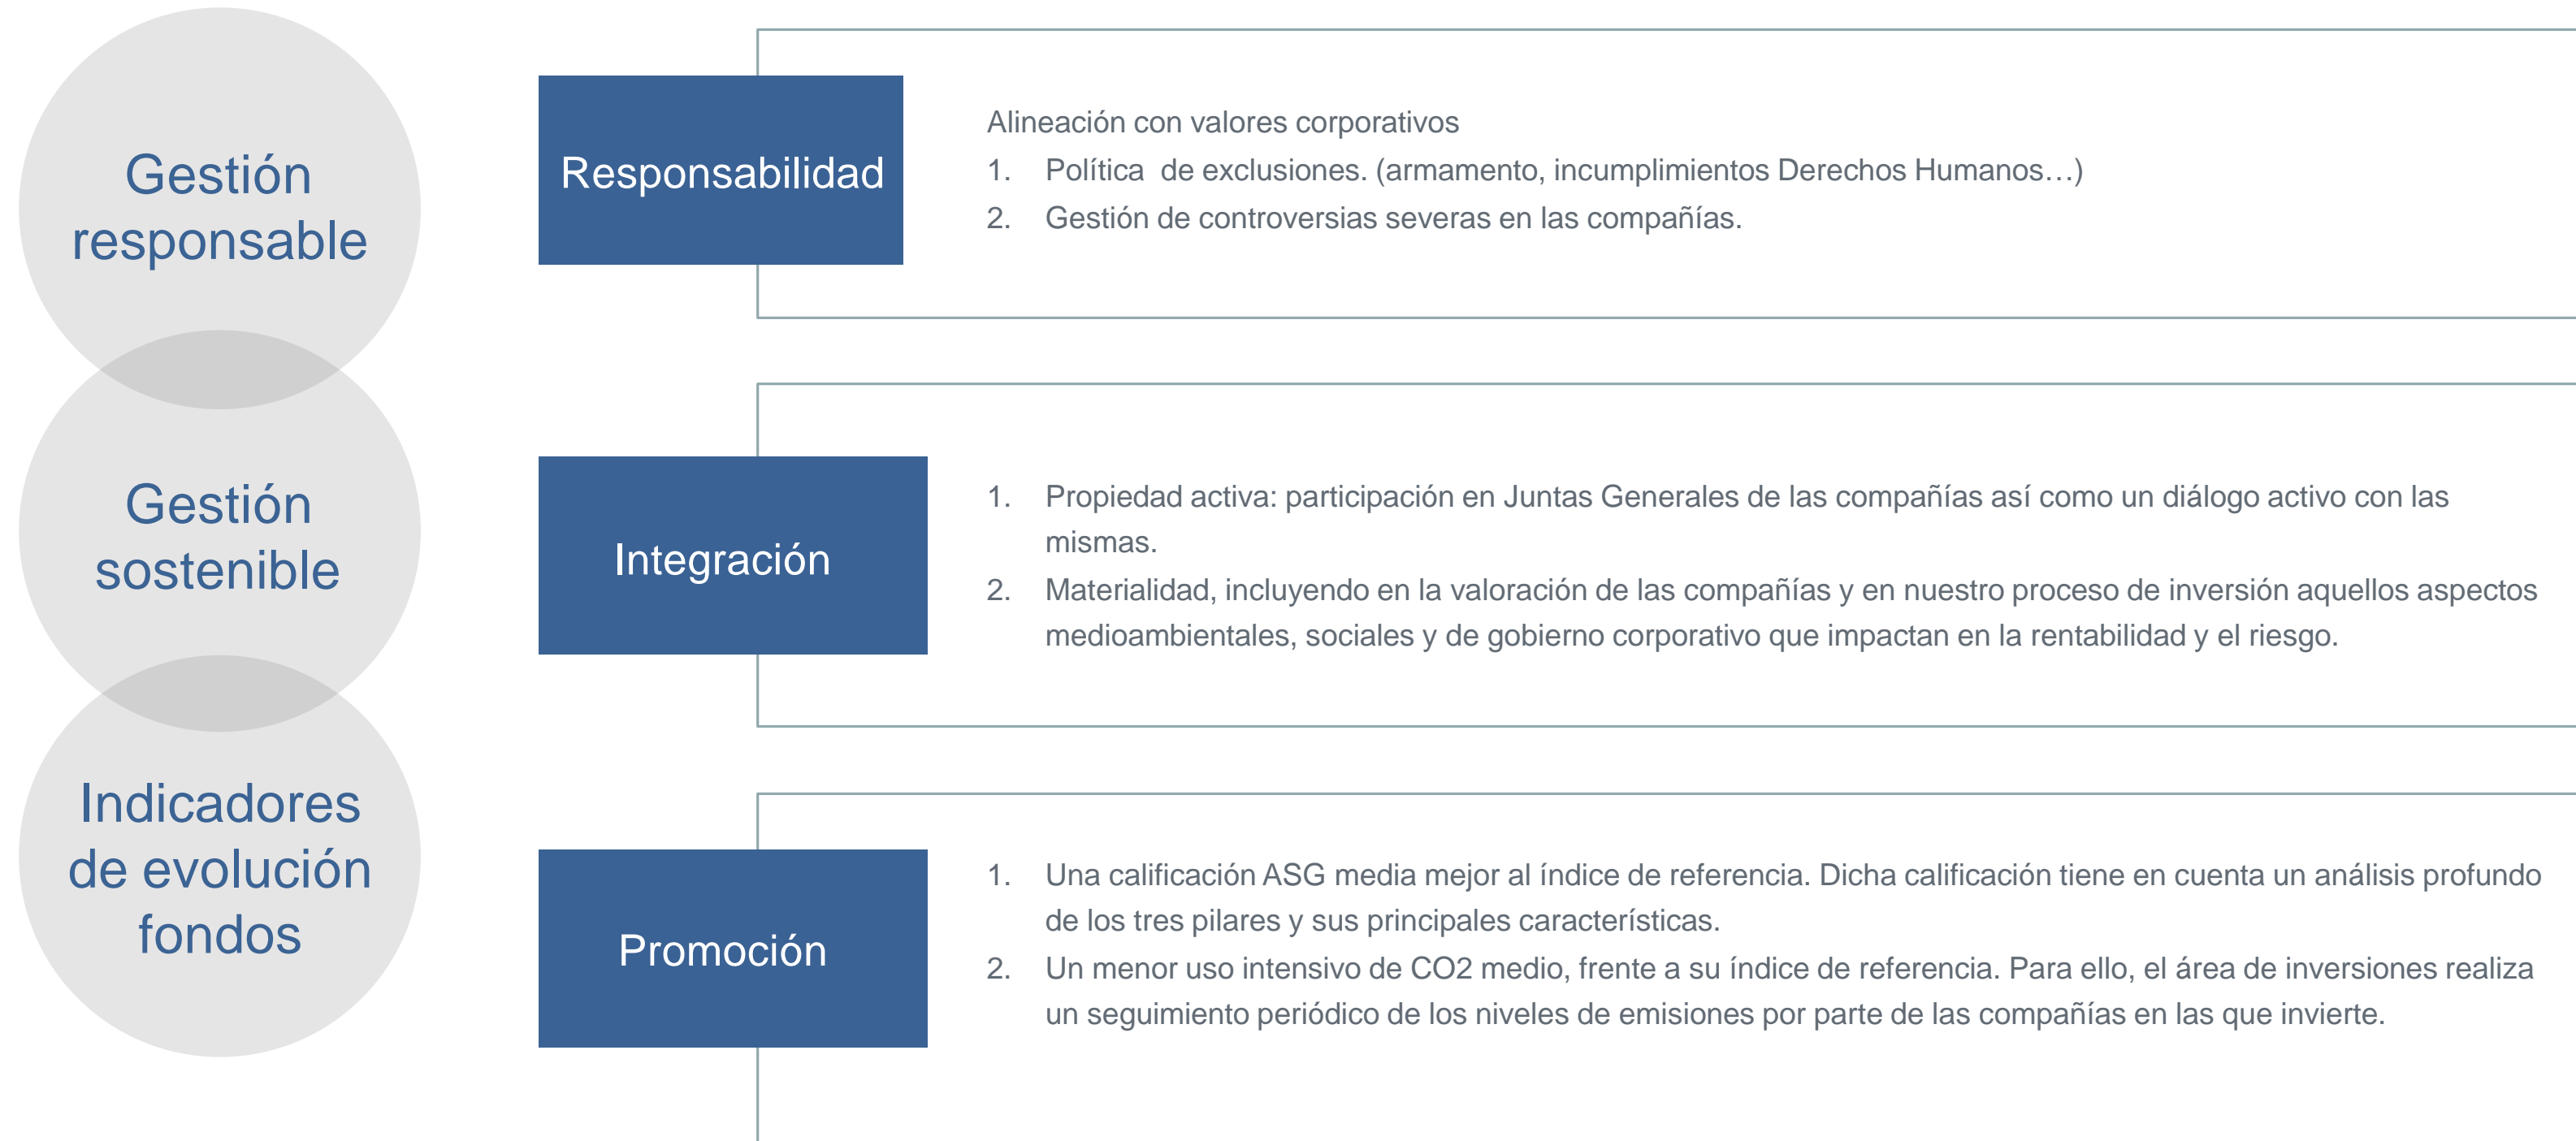 Gestión
responsable
Responsabilidad
Alineación con valores corporativos
1. Política  de exclusiones. (armamento, incumplimientos Derechos Humanos…)
2. Gestión de controversias severas en las compañías.
Gestión
sostenible
Integración
1. Propiedad activa: participación en Juntas Generales de las compañías así como un diálogo activo con las
mismas.
2. Materialidad, incluyendo en la valoración de las compañías y en nuestro proceso de inversión aquellos aspectos
medioambientales, sociales y de gobierno corporativo que impactan en la rentabilidad y el riesgo.
Indicadores
de evolución
fondos
Promoción
1. Una calificación ASG media mejor al índice de referencia. Dicha calificación tiene en cuenta un análisis profundo
de los tres pilares y sus principales características.
2. Un menor uso intensivo de CO2 medio, frente a su índice de referencia. Para ello, el área de inversiones realiza
un seguimiento periódico de los niveles de emisiones por parte de las compañías en las que invierte.